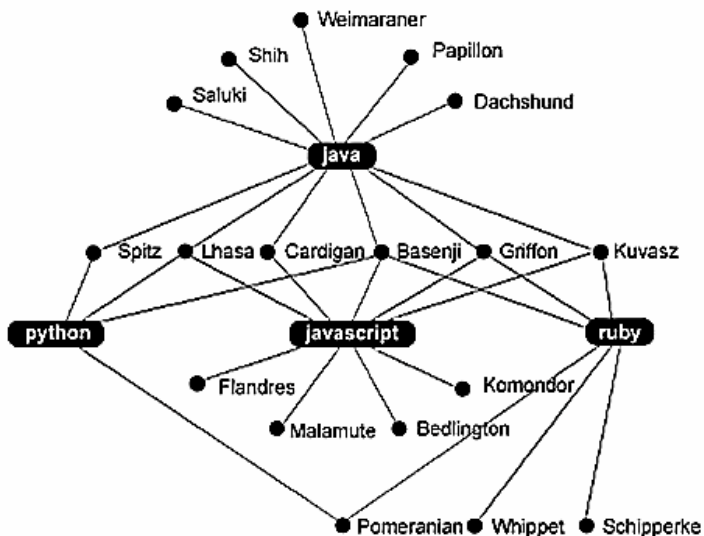 Weimaraner
Shih
Papillon
Saluki
Dachshund
java
Spitz Lhasa Cardigan Basenji Griffon Kuvasz
python javascript ruby
Flandres
Komondor
Malamute
Bedlington
Pomeranian Whippet Schipperke